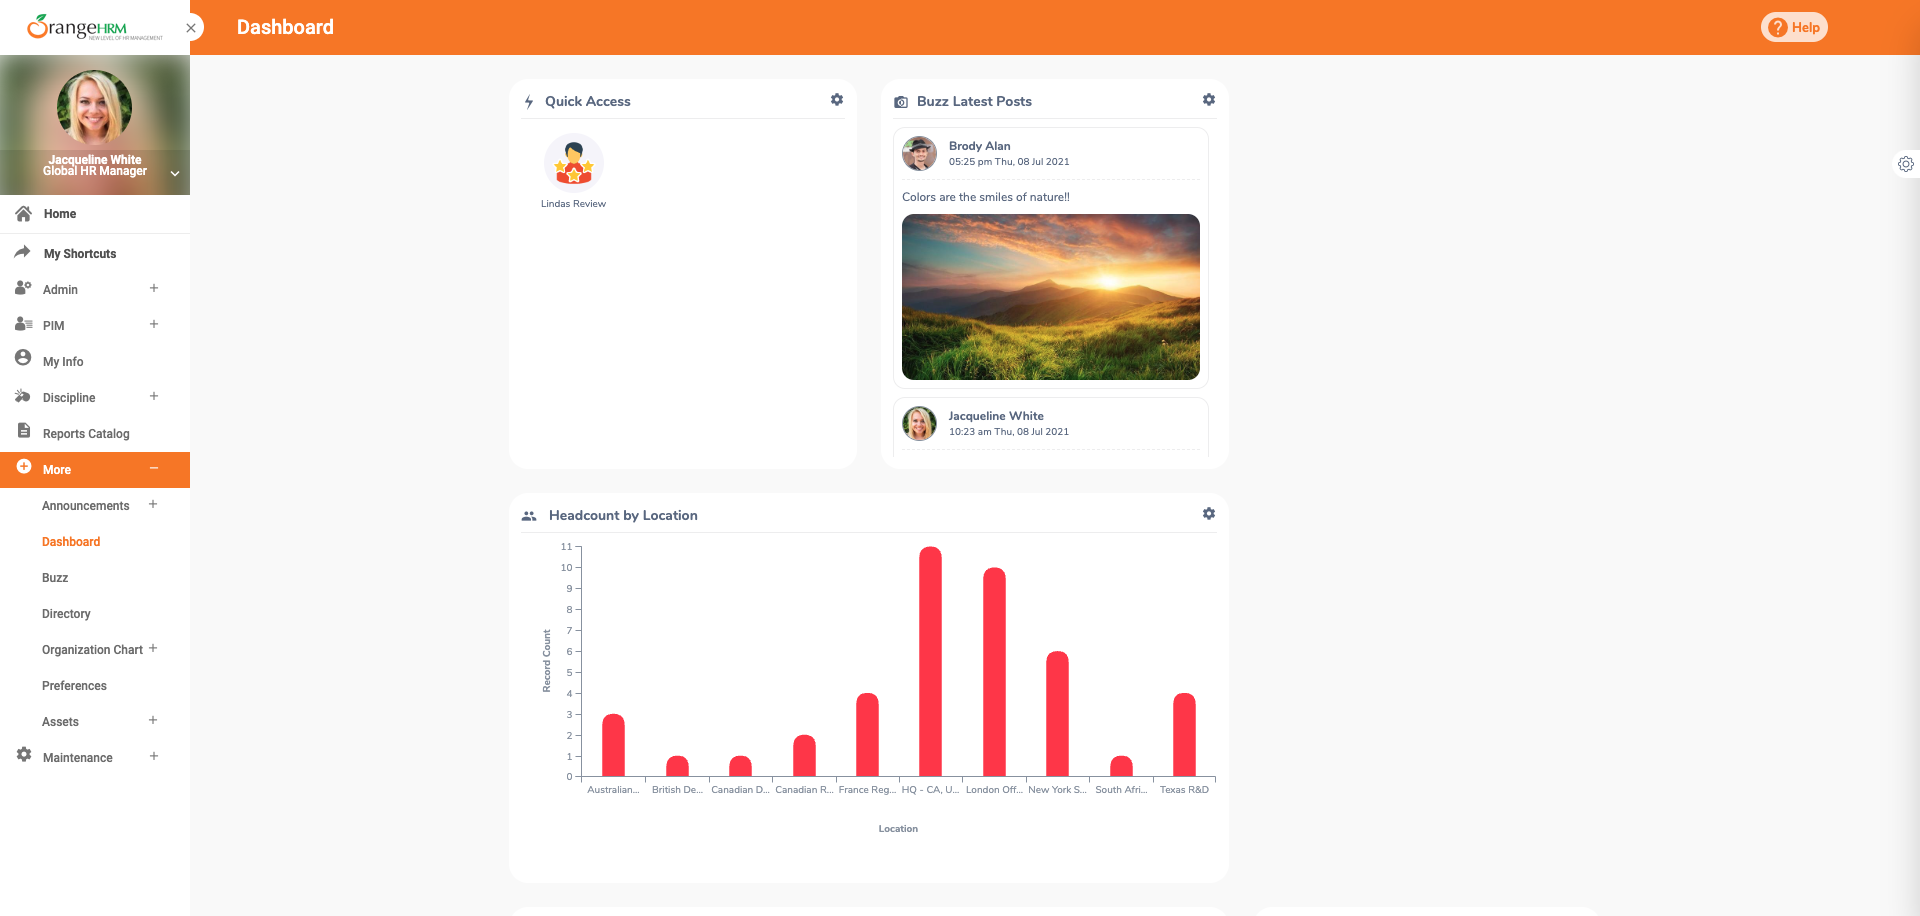 OrangeHRM
NEW LEVEL OF HR MANAGEMENT
Dashboard
? Help
Jacqueline White
Global HR Manager
Home
My Shortcuts
Admin
PIM
My Info
Discipline
Reports Catalog
More
Announcements
Dashboard
Buzz
Directory
Organization Chart
Preferences
Assets
Maintenance
Quick Access
Lindas Review
Buzz Latest Posts
Brody Alan
05:25 pm Thu, 08 Jul 2021
Colors are the smiles of nature!!
Jacqueline White
10:23 am Thu, 08 Jul 2021
Headcount by Location
Record Count
11
10
9
8
7
6
5
4
3
2
1
0
Australian... British De... Canadian D... Canadian R... France Reg... HQ - CA, U... London Off... New York S... South Afri... Texas R&D
Location